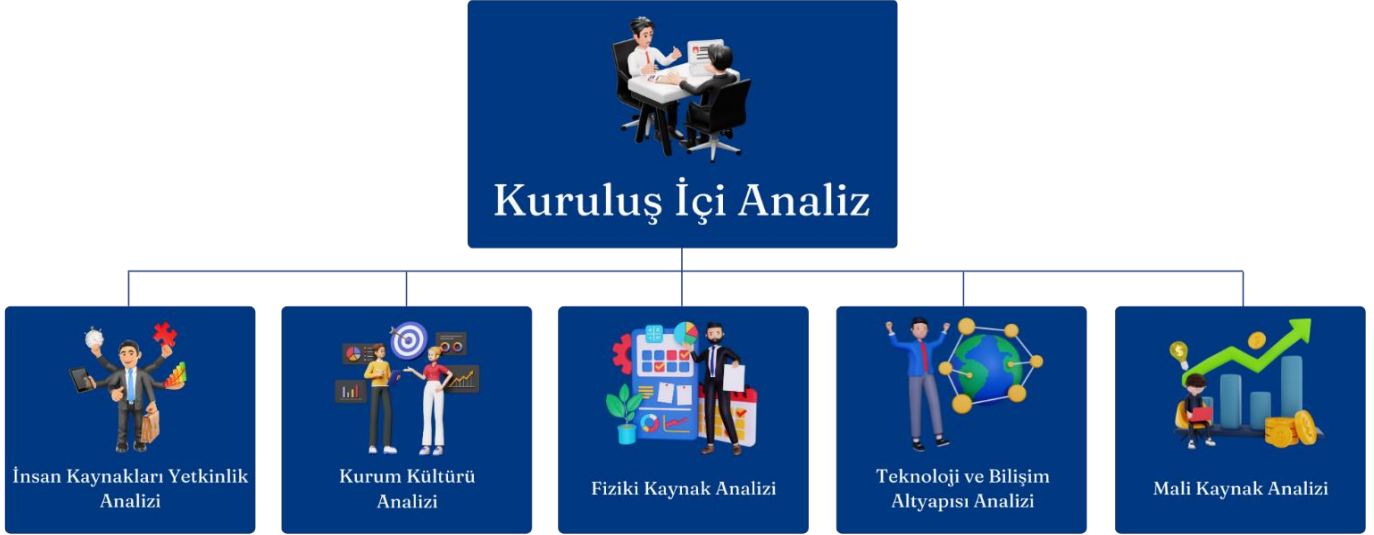 Kuruluş İçi Analiz
İnsan Kaynakları Yetkinlik
Analizi
Kurum Kültürü
Analizi
Fiziki Kaynak Analizi
Teknoloji ve Bilişim
Altyapısı Analizi
Mali Kaynak Analizi